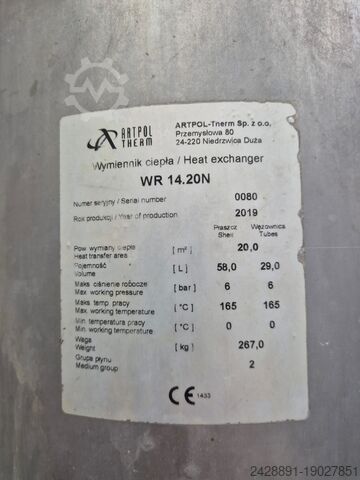 ARTPOL THERM
ARTPOL-Therm Sp. z o.o.
Przemysłowa 80
24-220 Niedrzwica Duża
Wymiennik ciepła / Heat exchanger
WR 14.20N
Numer seryjny / Serial number 0080
Rok produkcji / Year of production 2019
Płaszcz Wężownica
Shell Tubes
Pow. wymiany ciepła [ m² ] 20,0
Heat transfer area
Pojemność [ L ] 58,0 29,0
Volume
Maks ciśnienie robocze [ bar ] 6 6
Max. working pressure
Maks temp. pracy [ °C ] 165 165
Max. working temperature
Min. temperatura pracy [ °C ] 0 0
Min. working temperature
Waga [ kg ] 267,0
Weight
Grupa płynu 2
Medium group
CE 1433
2428891-19027851